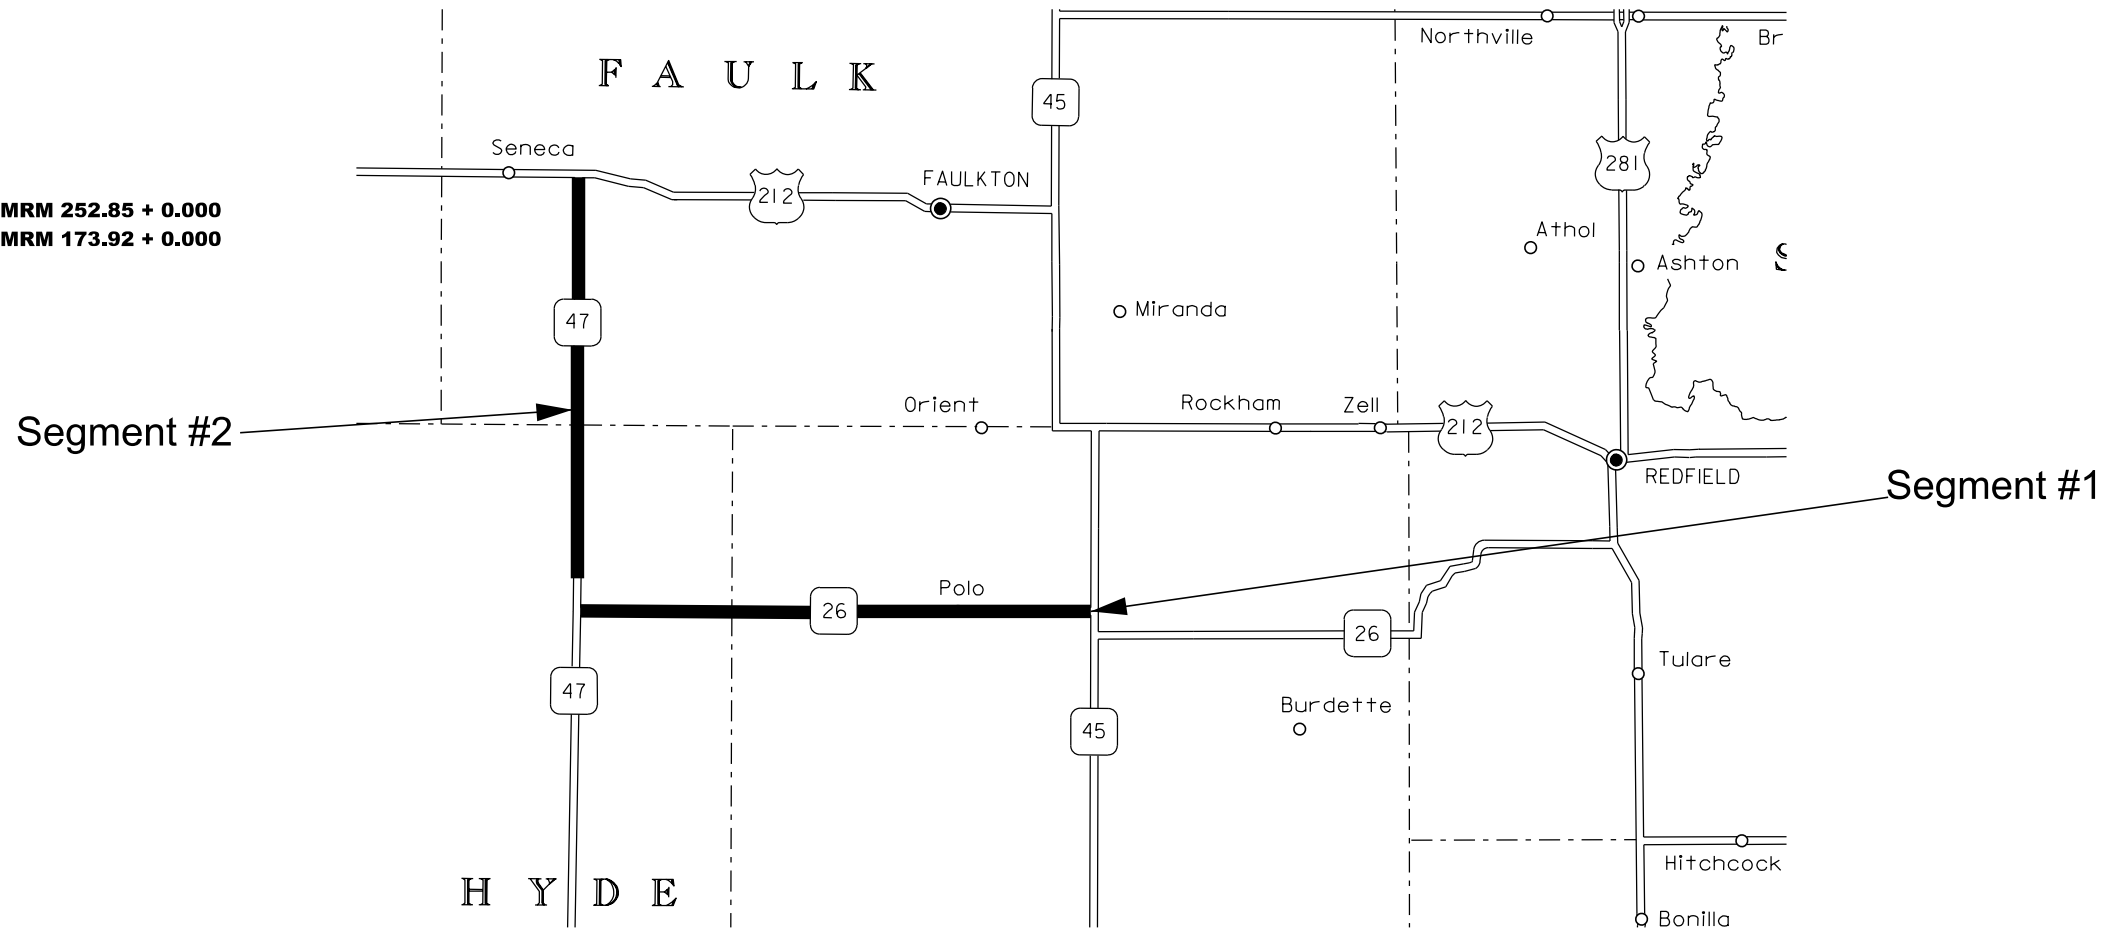 Northville
Br
F A U L K
45
Seneca
281
FAULKTON
212
MRM 252.85 + 0.000
MRM 173.92 + 0.000
Athol
Ashton
S
Miranda
47
Orient
Rockham
Zell
212
Segment #2
REDFIELD
Segment #1
Polo
26
26
Tulare
47
Burdette
45
Hitchcock
H Y D E
Bonilla